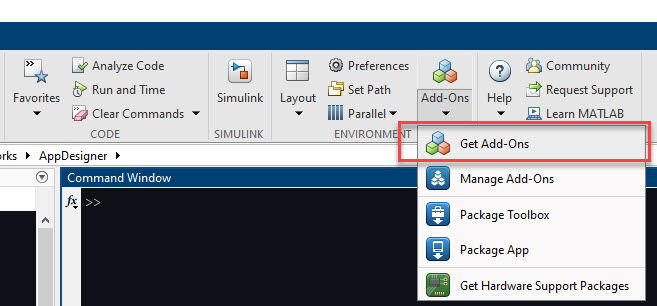 Analyze Code
Preferences
Community
Run and Time
Set Path
Request Support
Favorites
Simulink
Layout
Add-Ons
Help
Clear Commands
Parallel
Learn MATLAB
CODE
SIMULINK
ENVIRONMENT
Get Add-Ons
rks
AppDesigner
Command Window
Manage Add-Ons
fx >>
Package Toolbox
Package App
Get Hardware Support Packages